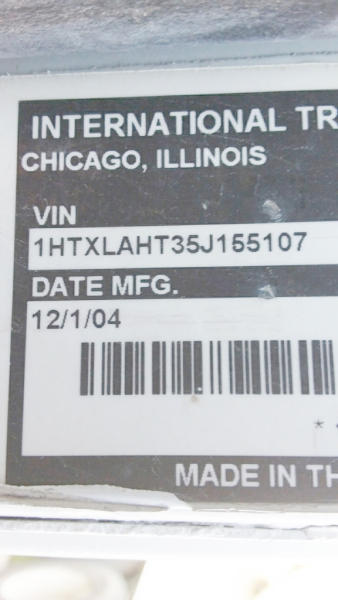 INTERNATIONAL TR
CHICAGO, ILLINOIS
VIN
1HTXLAHT35J155107
DATE MFG.
12/1/04
*
MADE IN TH